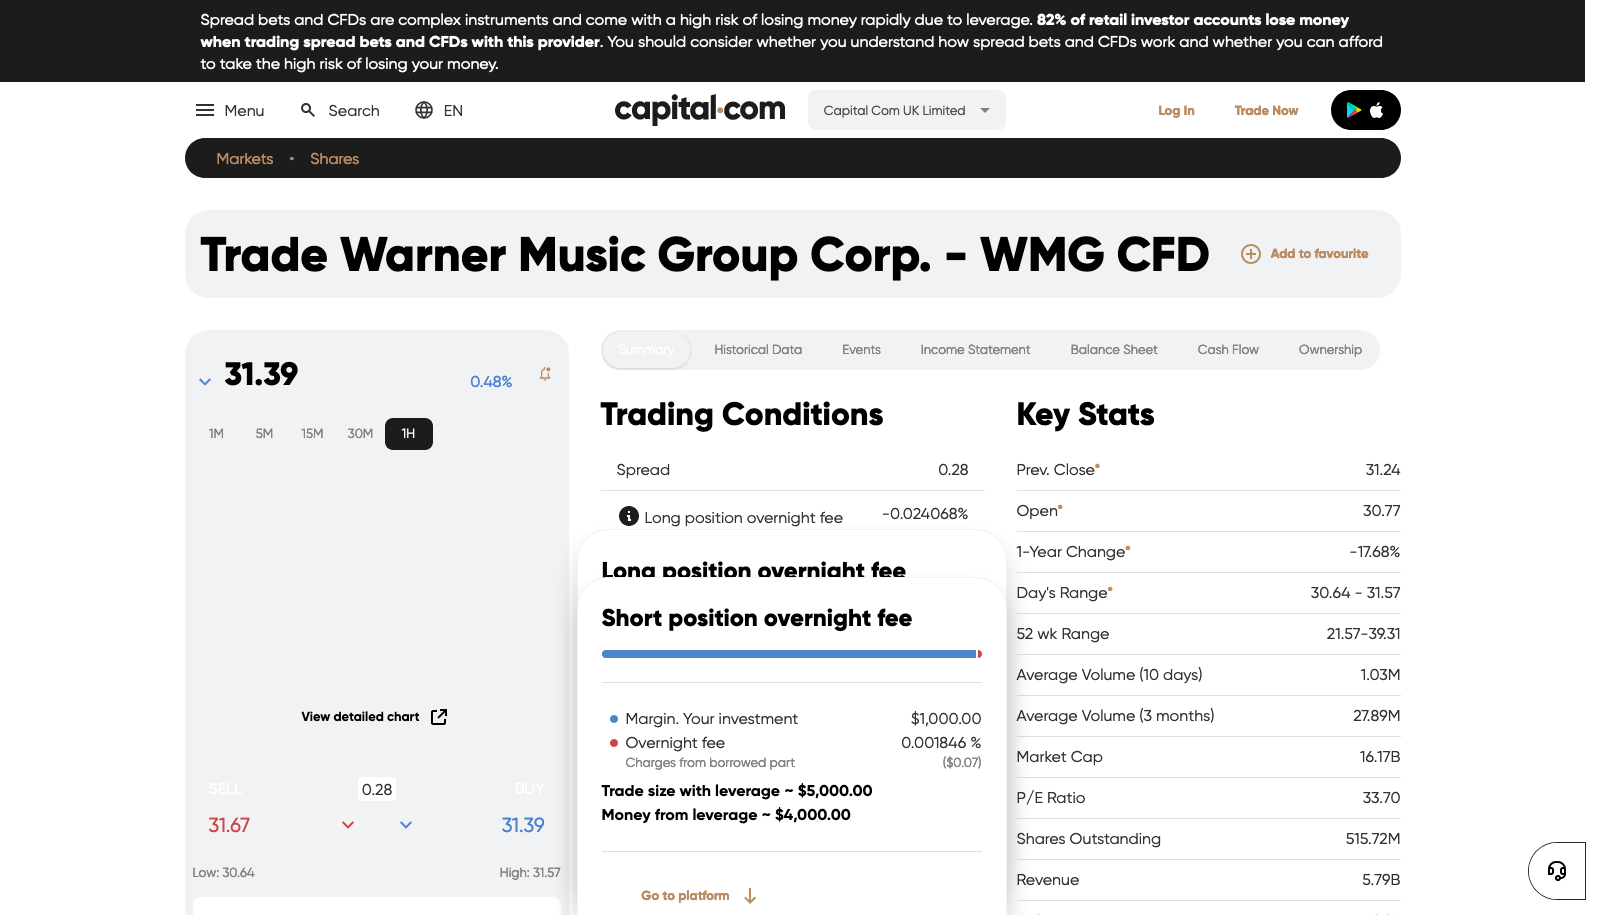 Spread bets and CFDs are complex instruments and come with a high risk of losing money rapidly due to leverage. 82% of retail investor accounts lose money
when trading spread bets and CFDs with this provider. You should consider whether you understand how spread bets and CFDs work and whether you can afford
to take the high risk of losing your money.
Menu
Search
EN
capital.com
Capital Com UK Limited
Log In
Trade Now
Markets
Shares
Trade Warner Music Group Corp. - WMG CFD
Add to favourite
31.39
0.48%
1M 5M 15M 30M 1H
View detailed chart
SELL
0.28
BUY
31.67
31.39
Low: 30.64
High: 31.57
Summary
Historical Data
Events
Income Statement
Balance Sheet
Cash Flow
Ownership
Trading Conditions
Spread 0.28
Long position overnight fee -0.024068%
Long position overnight fee
Short position overnight fee
Margin. Your investment $1,000.00
Overnight fee 0.001846 %
Charges from borrowed part ($0.07)
Trade size with leverage ~ $5,000.00
Money from leverage ~ $4,000.00
Go to platform
Key Stats
Prev. Close* 31.24
Open* 30.77
1-Year Change* -17.68%
Day's Range* 30.64 - 31.57
52 wk Range 21.57-39.31
Average Volume (10 days) 1.03M
Average Volume (3 months) 27.89M
Market Cap 16.17B
P/E Ratio 33.70
Shares Outstanding 515.72M
Revenue 5.79B